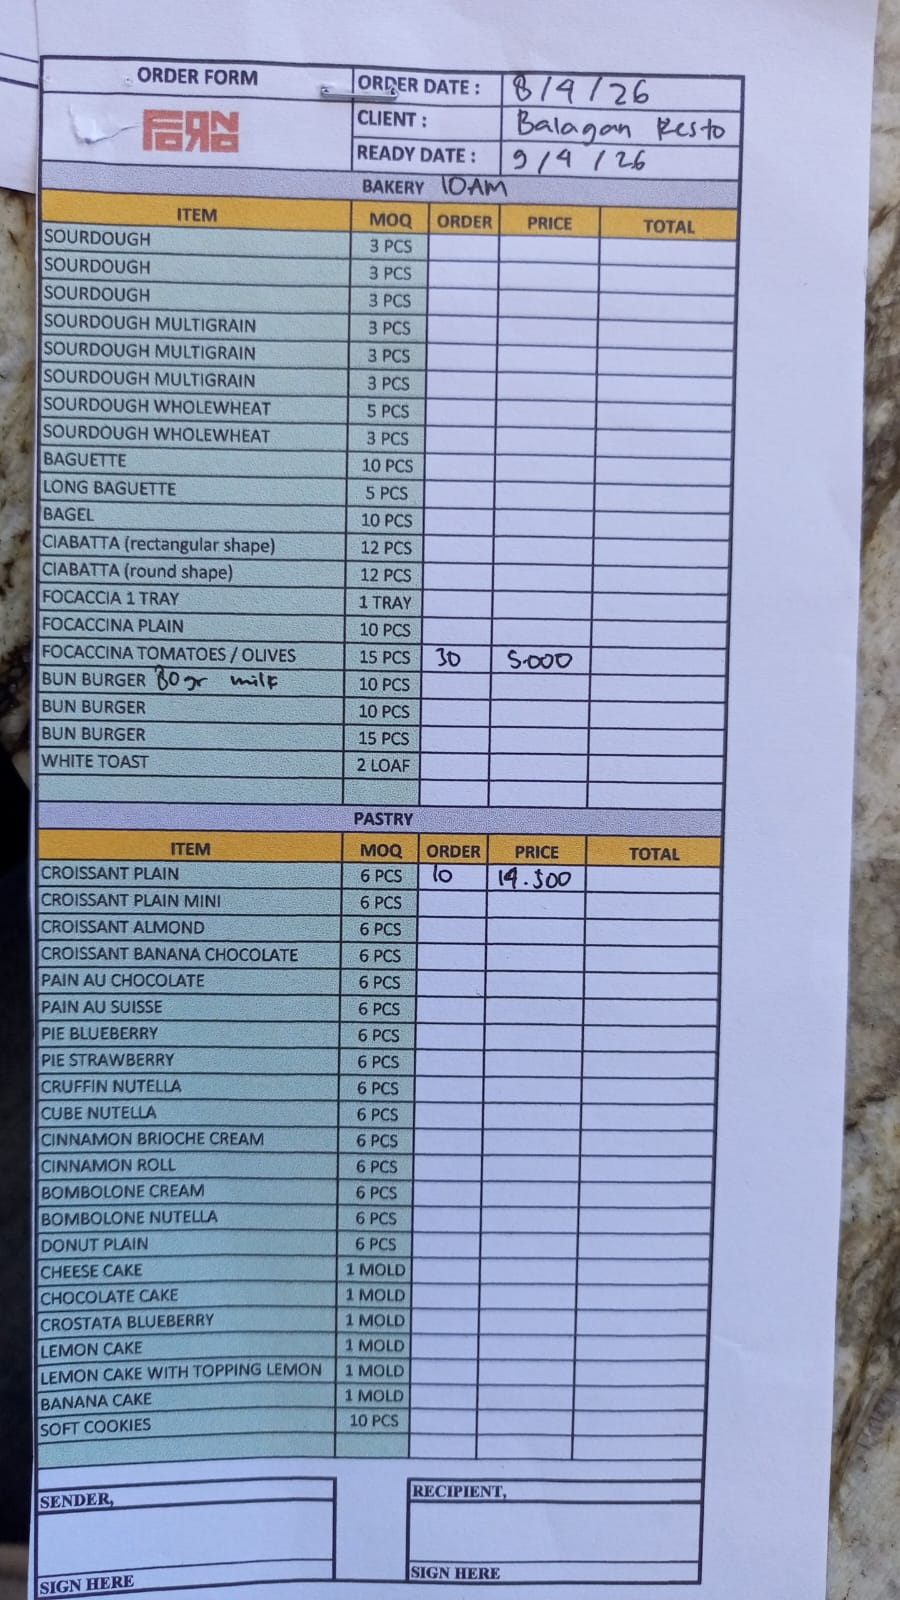 ORDER FORM
ORDER DATE : 8/4/26
CLIENT : Balagan Resto
READY DATE : 9/4/26
BAKERY 10AM
ITEM MOQ ORDER PRICE TOTAL
SOURDOUGH 3 PCS
SOURDOUGH 3 PCS
SOURDOUGH 3 PCS
SOURDOUGH MULTIGRAIN 3 PCS
SOURDOUGH MULTIGRAIN 3 PCS
SOURDOUGH MULTIGRAIN 3 PCS
SOURDOUGH WHOLEWHEAT 5 PCS
SOURDOUGH WHOLEWHEAT 3 PCS
BAGUETTE 10 PCS
LONG BAGUETTE 5 PCS
BAGEL 10 PCS
CIABATTA (rectangular shape) 12 PCS
CIABATTA (round shape) 12 PCS
FOCACCIA 1 TRAY 1 TRAY
FOCACCINA PLAIN 10 PCS
FOCACCINA TOMATOES / OLIVES 15 PCS 30 5.000
BUN BURGER 80gr milk 10 PCS
BUN BURGER 10 PCS
BUN BURGER 15 PCS
WHITE TOAST 2 LOAF
PASTRY
ITEM MOQ ORDER PRICE TOTAL
CROISSANT PLAIN 6 PCS 10 14.500
CROISSANT PLAIN MINI 6 PCS
CROISSANT ALMOND 6 PCS
CROISSANT BANANA CHOCOLATE 6 PCS
PAIN AU CHOCOLATE 6 PCS
PAIN AU SUISSE 6 PCS
PIE BLUEBERRY 6 PCS
PIE STRAWBERRY 6 PCS
CRUFFIN NUTELLA 6 PCS
CUBE NUTELLA 6 PCS
CINNAMON BRIOCHE CREAM 6 PCS
CINNAMON ROLL 6 PCS
BOMBOLONE CREAM 6 PCS
BOMBOLONE NUTELLA 6 PCS
DONUT PLAIN 6 PCS
CHEESE CAKE 1 MOLD
CHOCOLATE CAKE 1 MOLD
CROSTATA BLUEBERRY 1 MOLD
LEMON CAKE 1 MOLD
LEMON CAKE WITH TOPPING LEMON 1 MOLD
BANANA CAKE 1 MOLD
SOFT COOKIES 10 PCS
SENDER,
RECIPIENT,
SIGN HERE
SIGN HERE